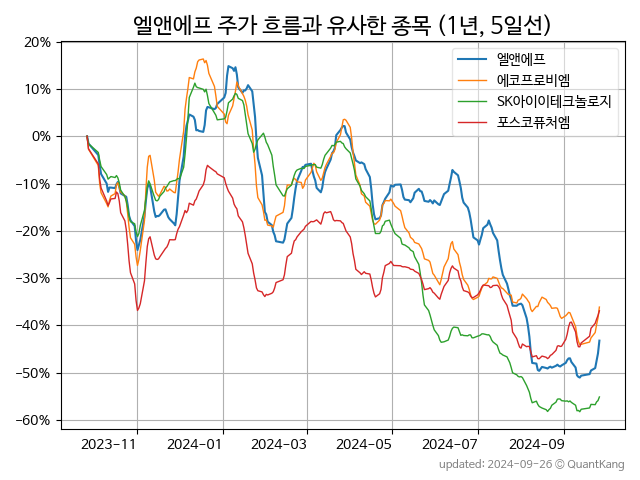 엘앤에프 주가 흐름과 유사한 종목 (1년, 5일선)
20%
10%
0%
−10%
−20%
−30%
−40%
−50%
−60%
엘앤에프
에코프로비엠
SK아이이테크놀로지
포스코퓨처엠
2023−11
2024−01
2024−03
2024−05
2024−07
2024−09
updated: 2024-09-26 © QuantKang